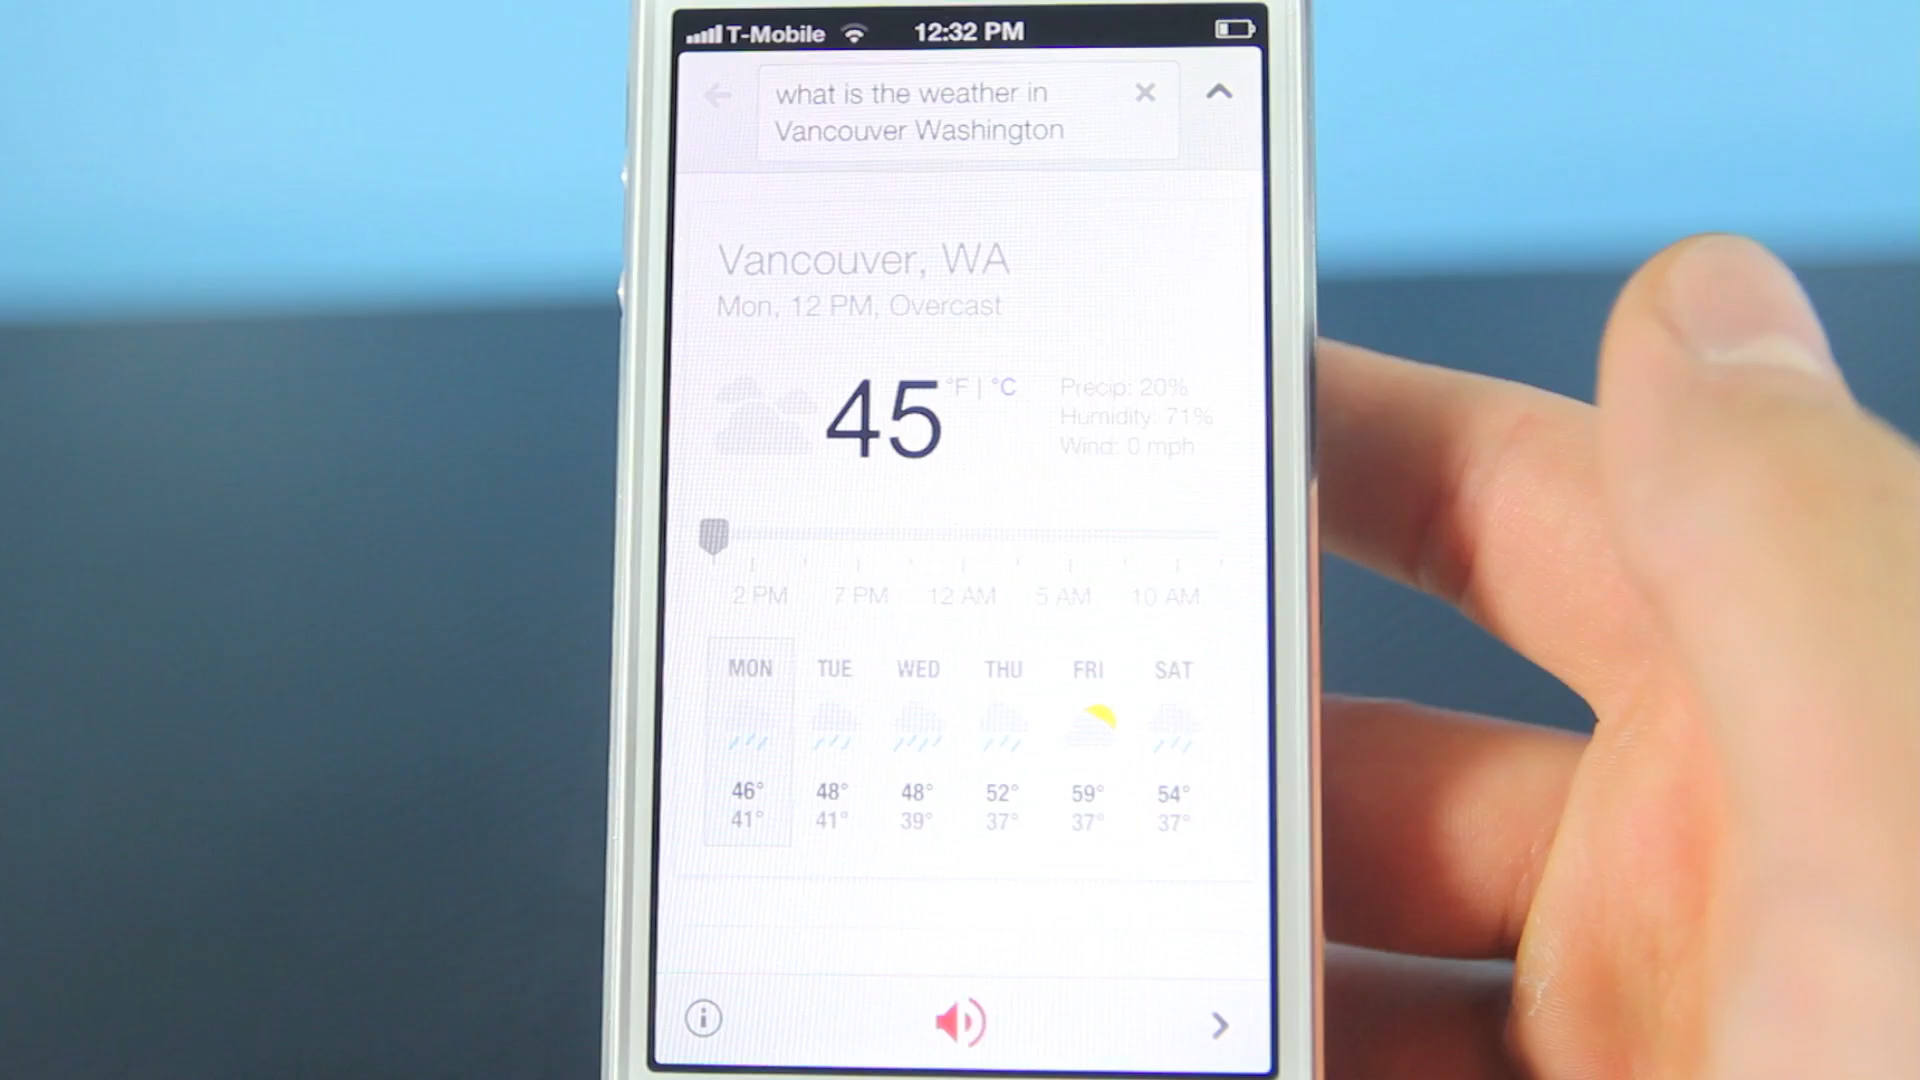 T-Mobile 12:32 PM
what is the weather in
Vancouver Washington
Vancouver, WA
Mon, 12 PM, Overcast
45 °F | °C
Precip: 20%
Humidity: 71%
Wind: 0 mph
2 PM 7 PM 12 AM 5 AM 10 AM
MON TUE WED THU FRI SAT
46° 48° 48° 52° 59° 54°
41° 41° 39° 37° 37° 37°